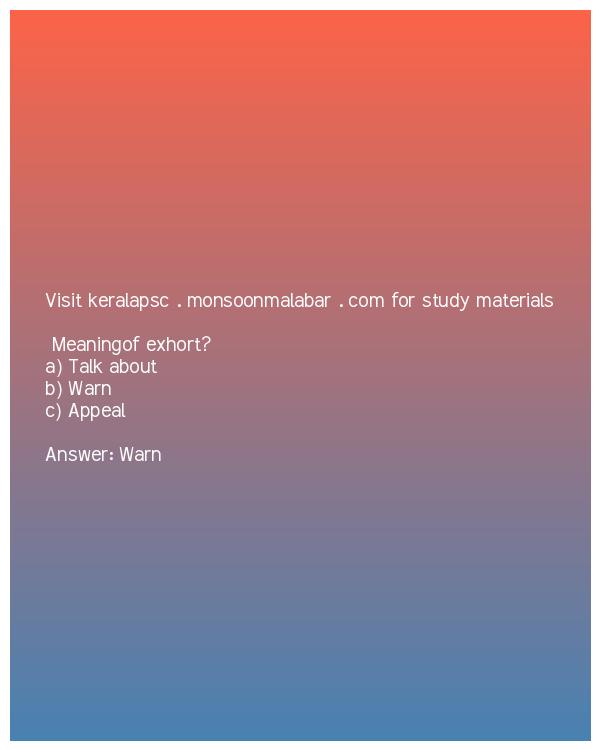 Visit keralapsc . monsoonmalabar . com for study materials
Meaningof exhort?
a) Talk about
b) Warn
c) Appeal
Answer: Warn